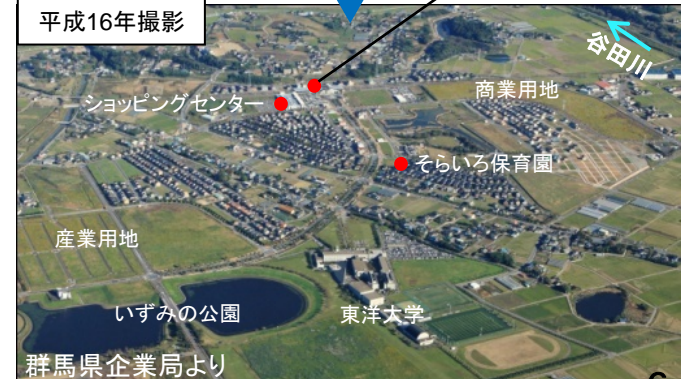 平成16年撮影
谷田川
ショッピングセンター
商業用地
そらいろ保育園
産業用地
いずみの公園
東洋大学
群馬県企業局より